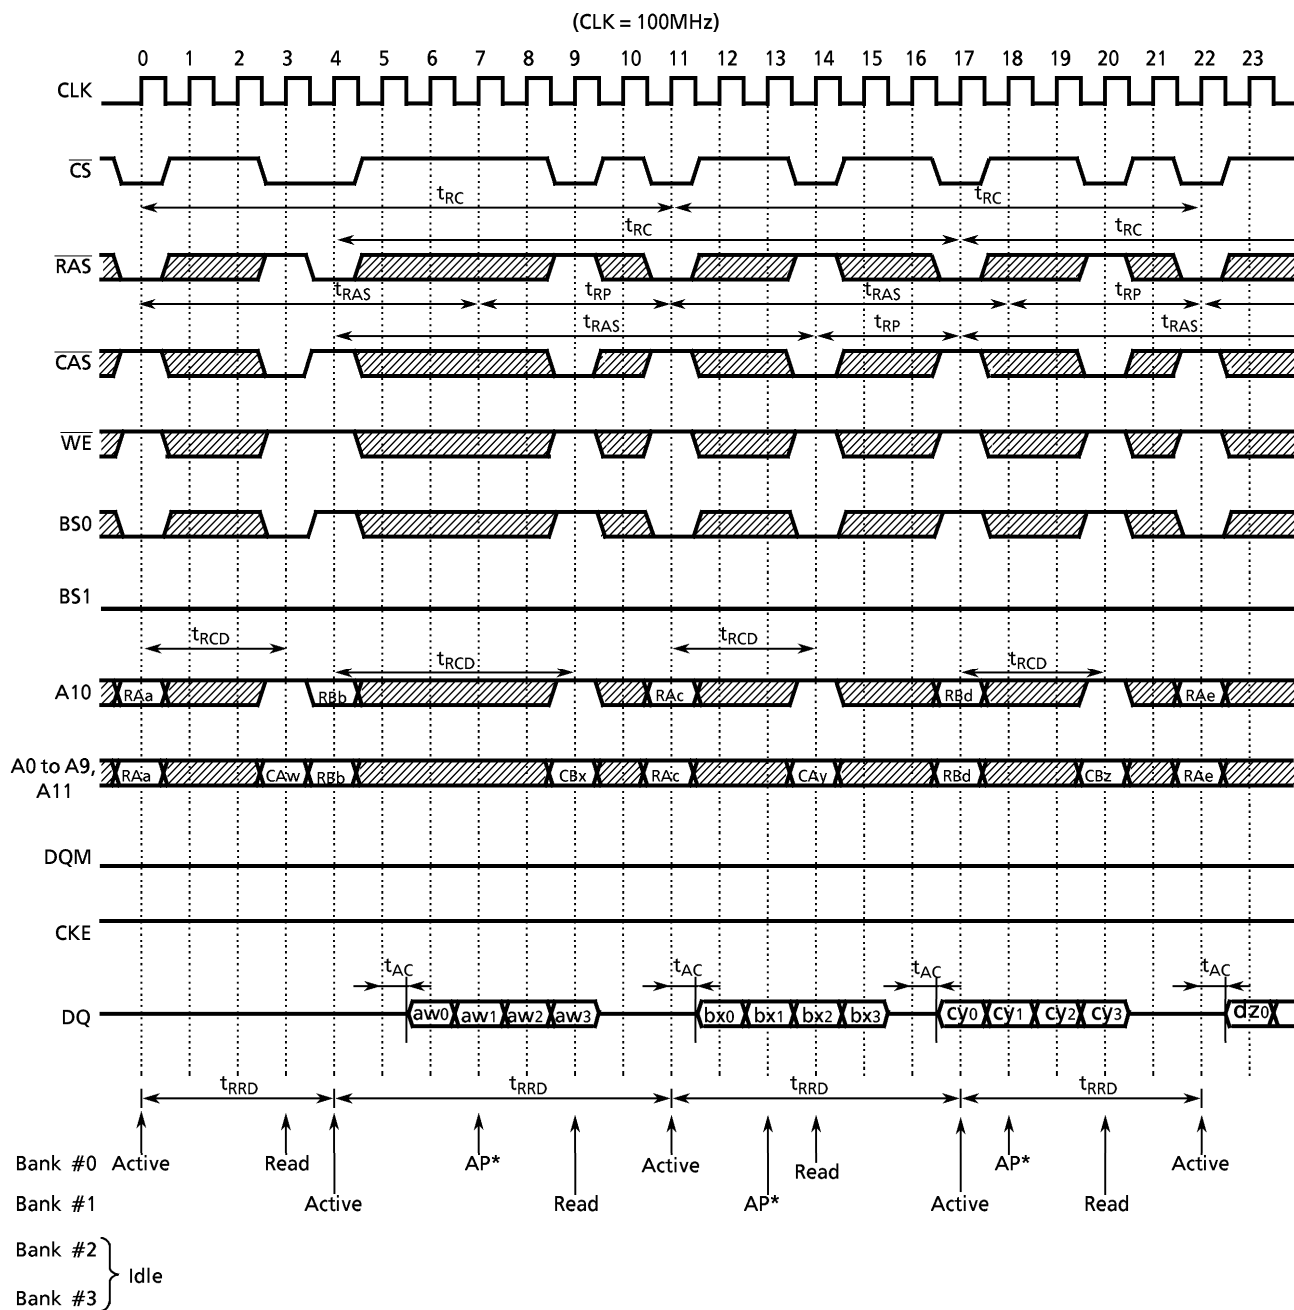 (CLK = 100MHz)
0 1 2 3 4 5 6 7 8 9 10 11 12 13 14 15 16 17 18 19 20 21 22 23
CLK
CS
tRC tRC
tRC tRC
RAS
tRAS tRP tRAS tRP
tRAS tRP tRAS
CAS
WE
BS0
BS1
tRCD tRCD
tRCD tRCD
A10 RAa RBb RAc RBd RAe
A0 to A9,
A11
RAa CAw RBb CBx RAc CAy RBd CBz RAe
DQM
CKE
tAC tAC tAC tAC
DQ aw0 aw1 aw2 aw3 bx0 bx1 bx2 bx3 cy0 cy1 cy2 cy3 dz0
tRRD tRRD tRRD tRRD
Bank #0 Active Read AP* Active Read AP* Active
Bank #1 Active Read AP* Active Read
Bank #2
Idle
Bank #3